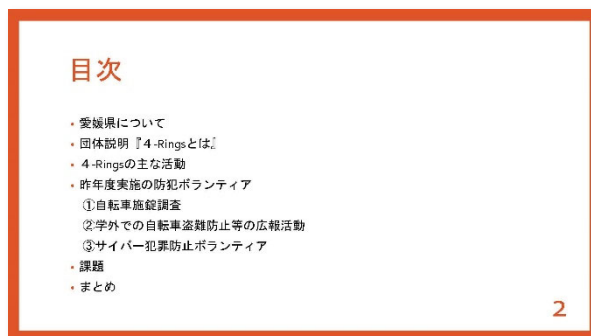 目次
・愛媛県について
・団体説明『４-Ringsとは』
・４-Ringsの主な活動
・昨年度実施の防犯ボランティア
①自転車施錠調査
②学外での自転車盗難防止等の広報活動
③サイバー犯罪防止ボランティア
・課題
・まとめ
2